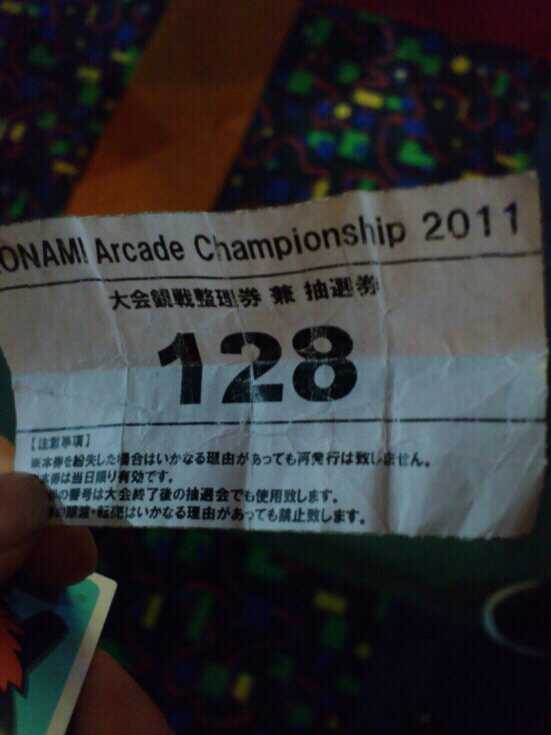 ONAMI Arcade Championship 2011
大会観戦整理券 兼 抽選券
128
【注意事項】
※本券を紛失した場合はいかなる理由があっても再発行は致しません。
本券は当日限り有効です。
の番号は大会終了後の抽選会でも使用致します。
の譲渡・転売はいかなる理由があっても禁止致します。